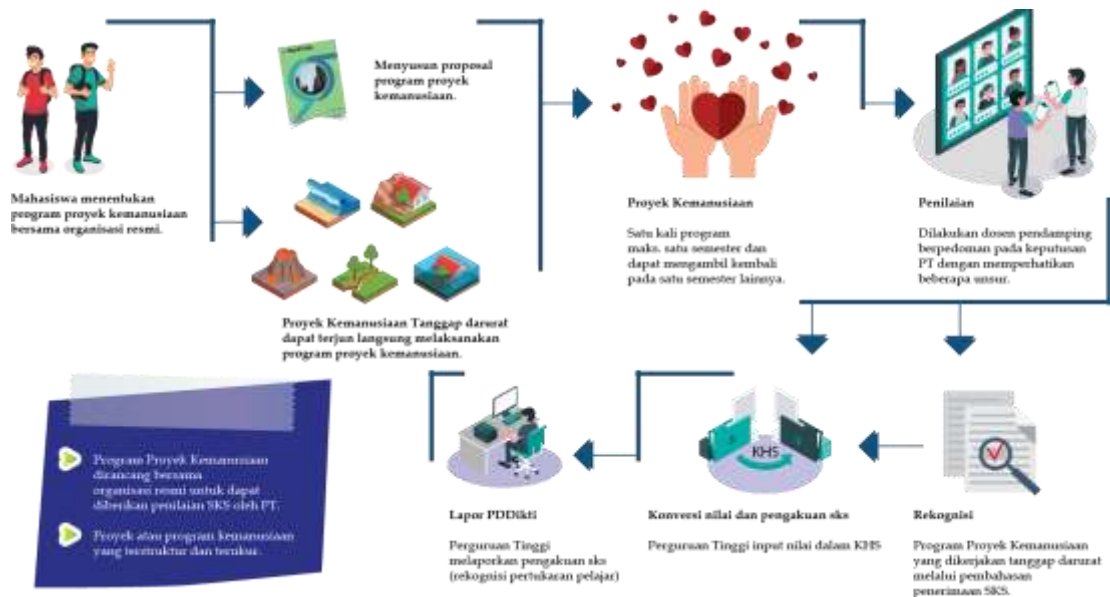 Mahasiswa menentukan
program proyek kemanusiaan
bersama organisasi resmi.
Menyusun proposal
program proyek
kemanusiaan.
Proyek Kemanusiaan Tanggap darurat
dapat terjun langsung melaksanakan
program proyek kemanusiaan.
Proyek Kemanusiaan
Satu kali program
maks. satu semester dan
dapat mengambil kembali
pada satu semester lainnya.
Penilaian
Dilakukan dosen pendamping
berpedoman pada keputusan
PT dengan memperhatikan
beberapa unsur.
Rekognisi
Program Proyek Kemanusiaan
yang dikerjakan tanggap darurat
melalui pembahasan
penerimaan SKS.
KHS
Konversi nilai dan pengakuan sks
Perguruan Tinggi input nilai dalam KHS
Lapor PDDikti
Perguruan Tinggi
melaporkan pengakuan sks
(rekognisi pertukaran pelajar)
Program Proyek Kemanusiaan
dirancang bersama
organisasi resmi untuk dapat
diberikan penilaian SKS oleh PT.
Proyek atau program kemanusiaan
yang terstruktur dan terukur.